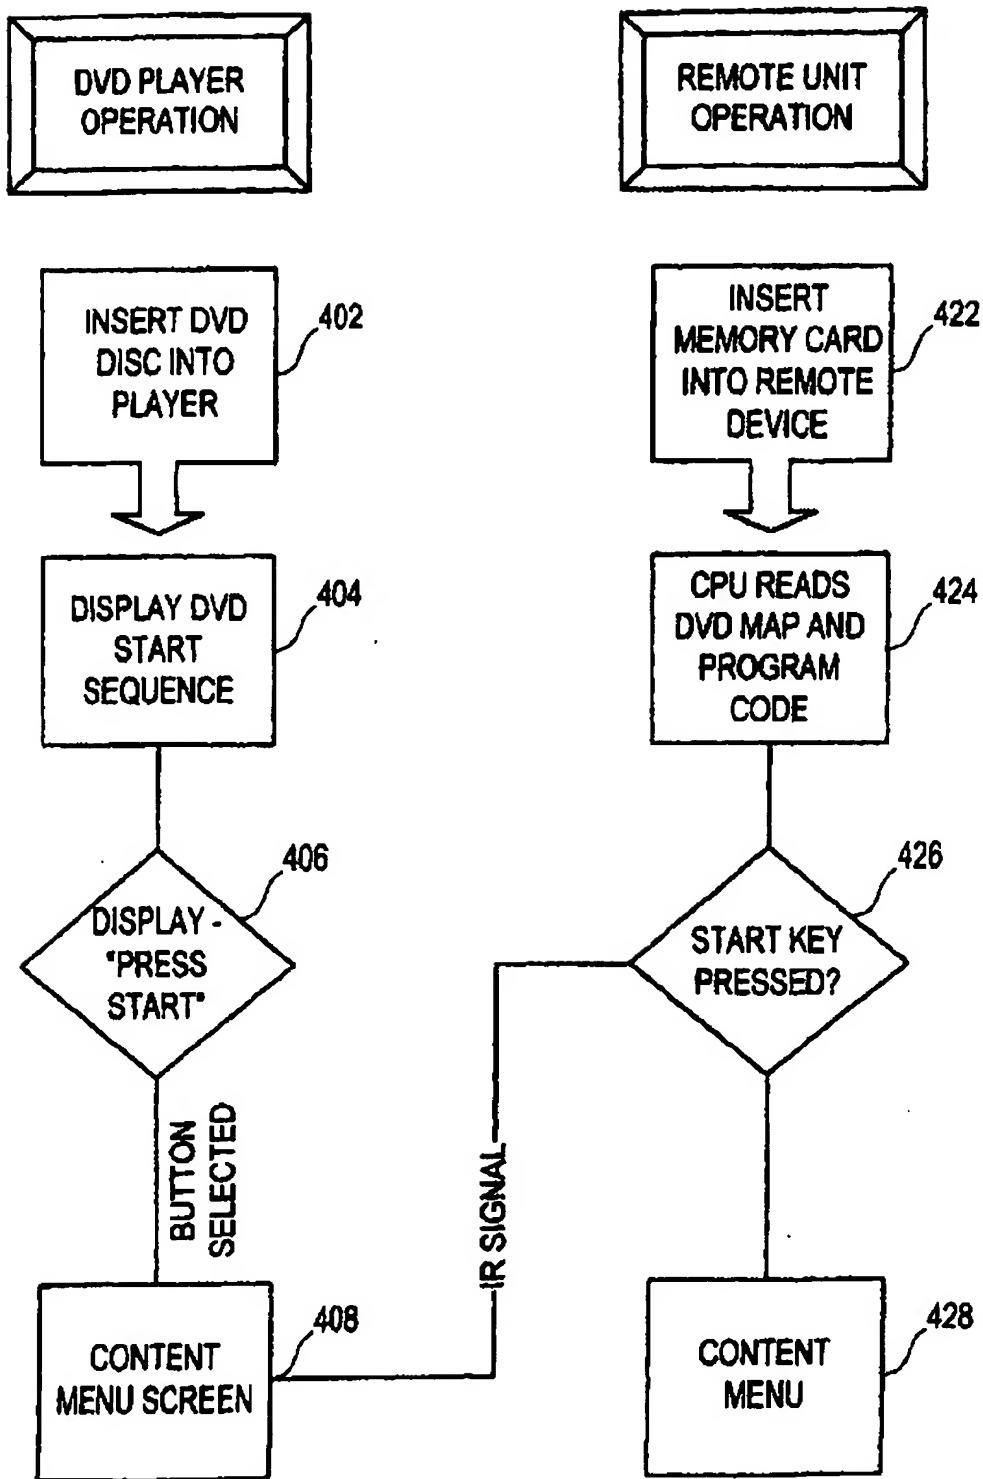 DVD PLAYER
OPERATION
REMOTE UNIT
OPERATION
INSERT DVD
DISC INTO
PLAYER
402
INSERT
MEMORY CARD
INTO REMOTE
DEVICE
422
DISPLAY DVD
START
SEQUENCE
404
CPU READS
DVD MAP AND
PROGRAM
CODE
424
DISPLAY -
"PRESS
START"
406
START KEY
PRESSED?
426
BUTTON
SELECTED
IR SIGNAL
CONTENT
MENU SCREEN
408
CONTENT
MENU
428